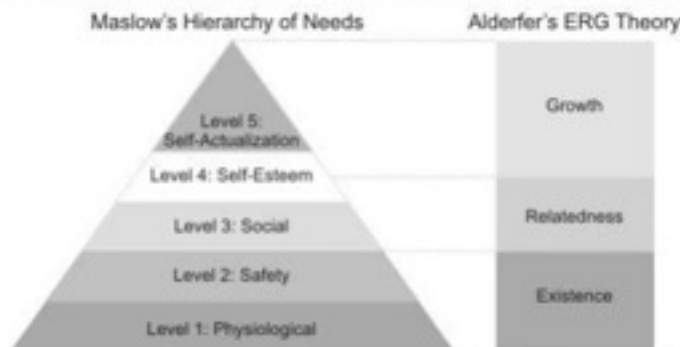 Maslow's Hierarchy of Needs
Alderfer's ERG Theory
Level 5:
Self-Actualization
Level 4: Self-Esteem
Level 3: Social
Level 2: Safety
Level 1: Physiological
Growth
Relatedness
Existence